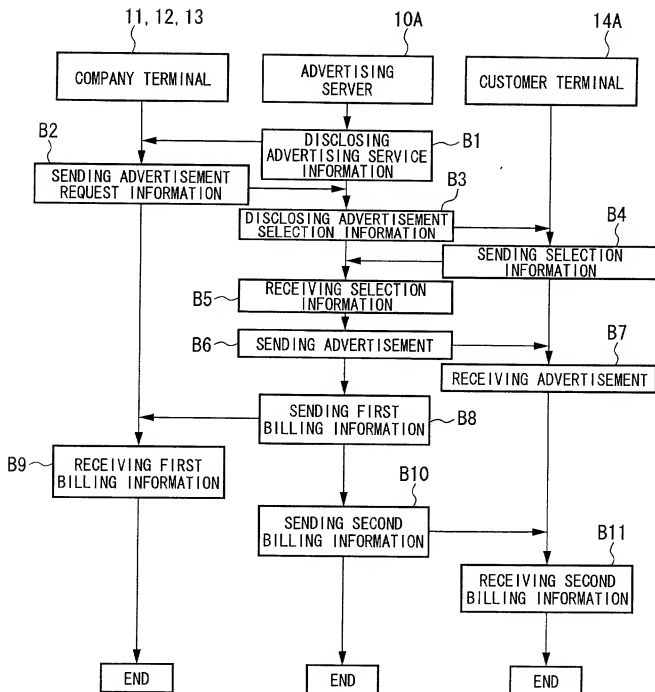 11, 12, 13
10A
14A
COMPANY TERMINAL
ADVERTISING
SERVER
CUSTOMER TERMINAL
B1
DISCLOSING
ADVERTISING SERVICE
INFORMATION
B2
SENDING ADVERTISEMENT
REQUEST INFORMATION
B3
DISCLOSING ADVERTISEMENT
SELECTION INFORMATION
B4
SENDING SELECTION
INFORMATION
B5
RECEIVING SELECTION
INFORMATION
B6
SENDING ADVERTISEMENT
B7
RECEIVING ADVERTISEMENT
SENDING FIRST
BILLING INFORMATION
B8
B9
RECEIVING FIRST
BILLING INFORMATION
B10
SENDING SECOND
BILLING INFORMATION
B11
RECEIVING SECOND
BILLING INFORMATION
END
END
END